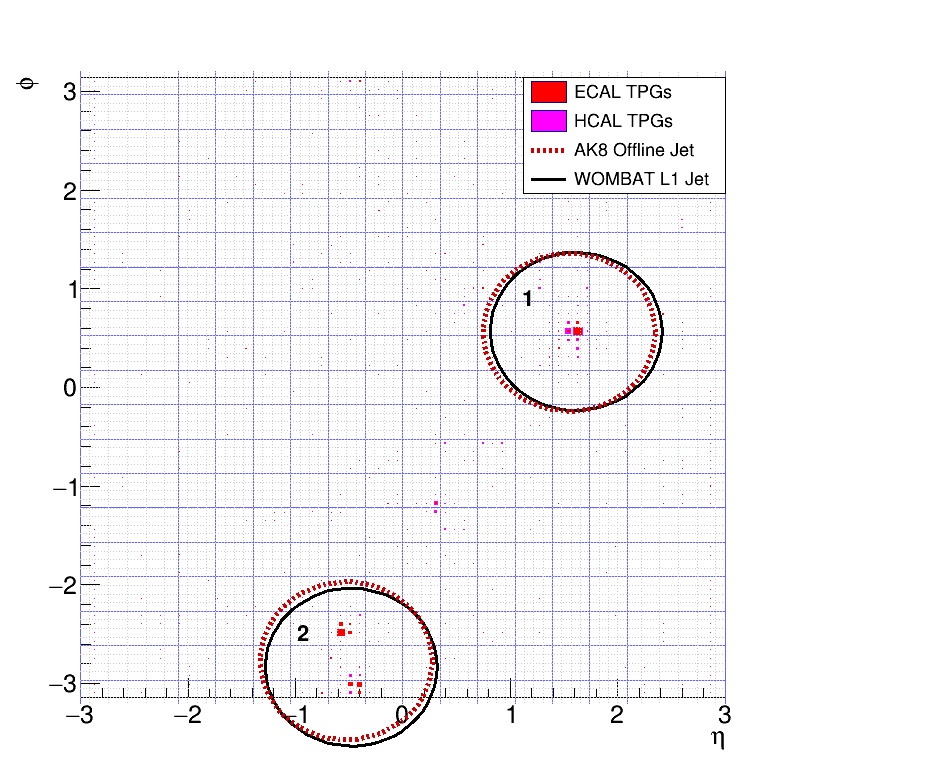 ϕ
3
ECAL TPGs
HCAL TPGs
AK8 Offline Jet
2
WOMBAT L1 Jet
1
1
0
−1
−2
2
−3
−3 −2 −1 0 1 2 3
η